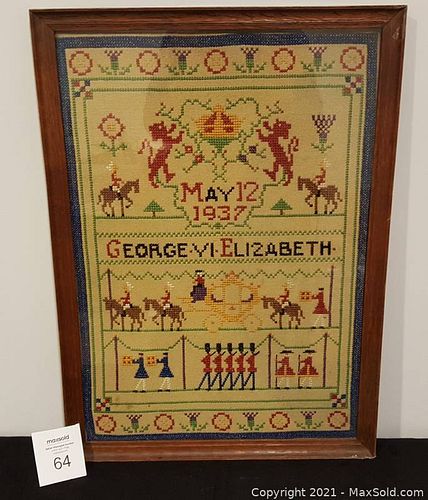 MAY 12
1937
GEORGE·VI·ELIZABETH·
maxsold
64
Copyright © 2021 - MaxSold.com